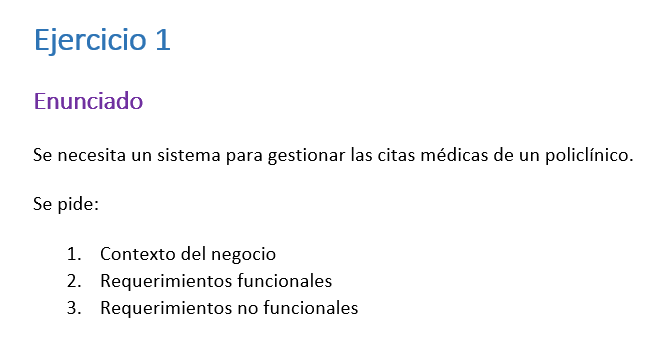 Ejercicio 1
Enunciado
Se necesita un sistema para gestionar las citas médicas de un policlínico.
Se pide:
1. Contexto del negocio
2. Requerimientos funcionales
3. Requerimientos no funcionales